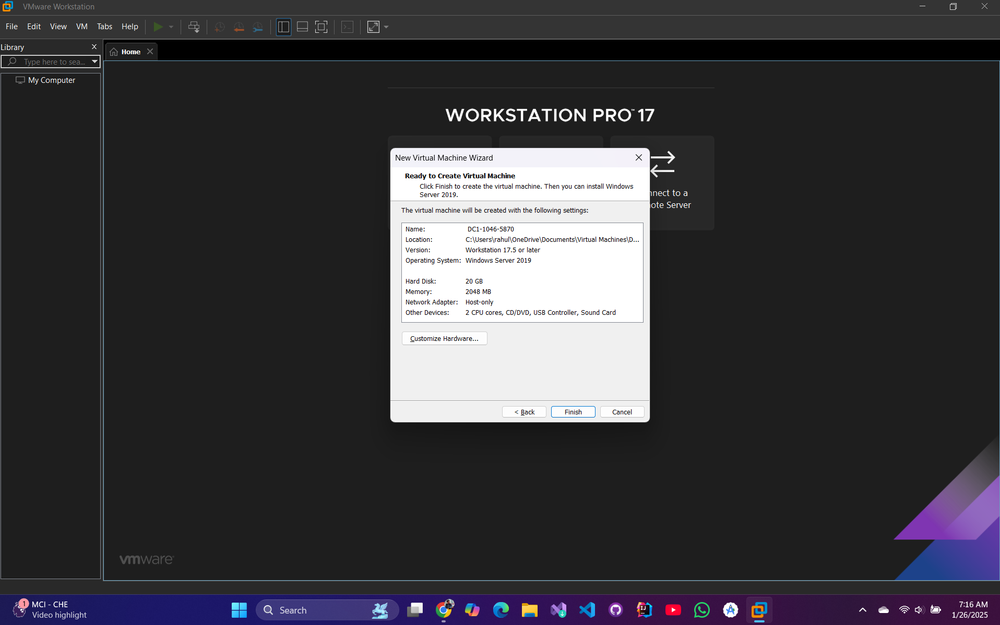 VMware Workstation
File Edit View VM Tabs Help
Library
Type here to sea...
Home
My Computer
WORKSTATION PRO™ 17
New Virtual Machine Wizard
Ready to Create Virtual Machine
Click Finish to create the virtual machine. Then you can install Windows
Server 2019.
nnect to a
ote Server
The virtual machine will be created with the following settings:
Name: DC1-1046-5870
Location: C:\Users\rahul\OneDrive\Documents\Virtual Machines\D...
Version: Workstation 17.5 or later
Operating System: Windows Server 2019
Hard Disk: 20 GB
Memory: 2048 MB
Network Adapter: Host-only
Other Devices: 2 CPU cores, CD/DVD, USB Controller, Sound Card
Customize Hardware...
< Back Finish Cancel
vmware
1 MCI - CHE
Video highlight
Search
7:16 AM
1/26/2025